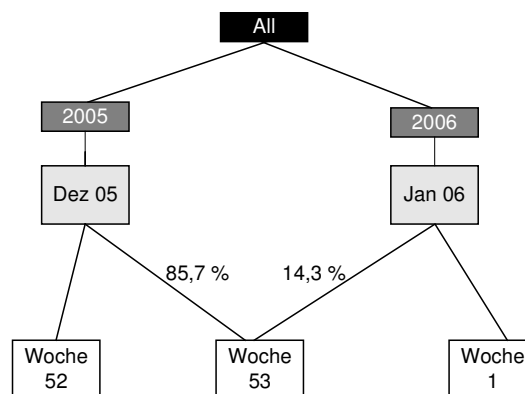 All
2005
2006
Dez 05
Jan 06
85,7 %
14,3 %
Woche
52
Woche
53
Woche
1